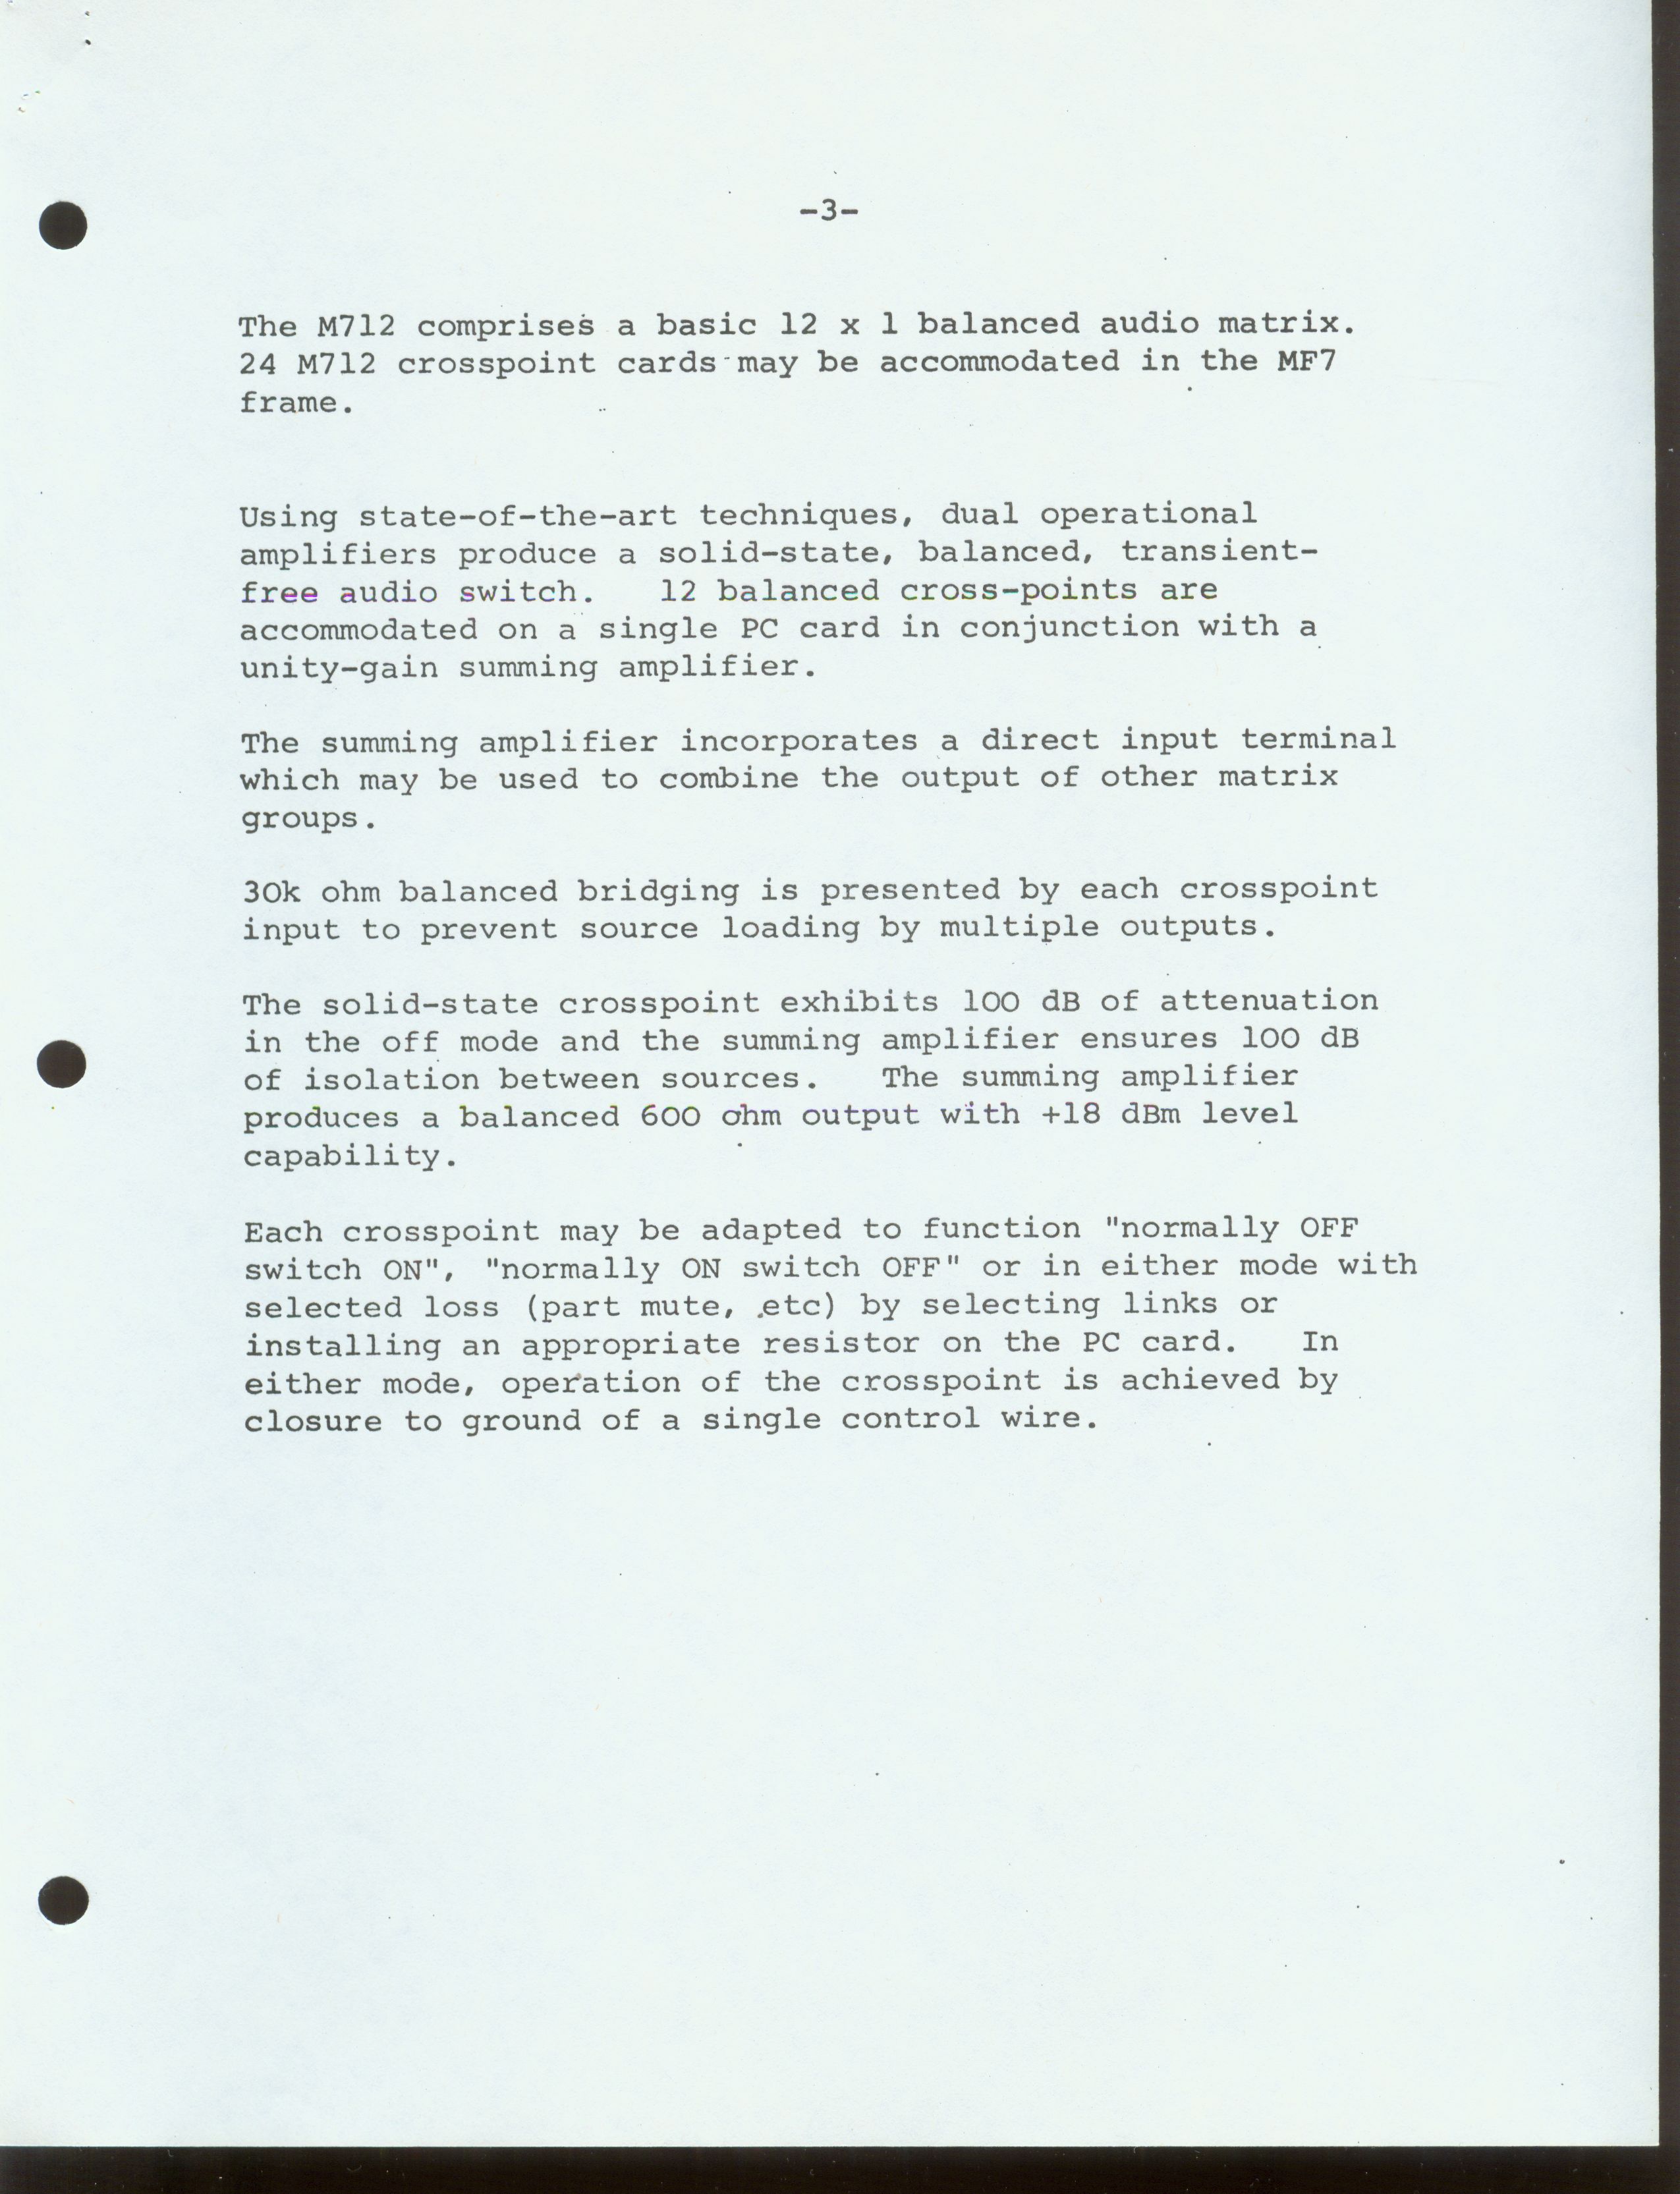 -3-
The M712 comprises a basic 12 x 1 balanced audio matrix.
24 M712 crosspoint cards may be accommodated in the MF7
frame.
Using state-of-the-art techniques, dual operational
amplifiers produce a solid-state, balanced, transient-
free audio switch.   12 balanced cross-points are
accommodated on a single PC card in conjunction with a
unity-gain summing amplifier.
The summing amplifier incorporates a direct input terminal
which may be used to combine the output of other matrix
groups.
30k ohm balanced bridging is presented by each crosspoint
input to prevent source loading by multiple outputs.
The solid-state crosspoint exhibits 100 dB of attenuation
in the off mode and the summing amplifier ensures 100 dB
of isolation between sources.   The summing amplifier
produces a balanced 600 ohm output with +18 dBm level
capability.
Each crosspoint may be adapted to function "normally OFF
switch ON", "normally ON switch OFF" or in either mode with
selected loss (part mute, etc) by selecting links or
installing an appropriate resistor on the PC card.   In
either mode, operation of the crosspoint is achieved by
closure to ground of a single control wire.